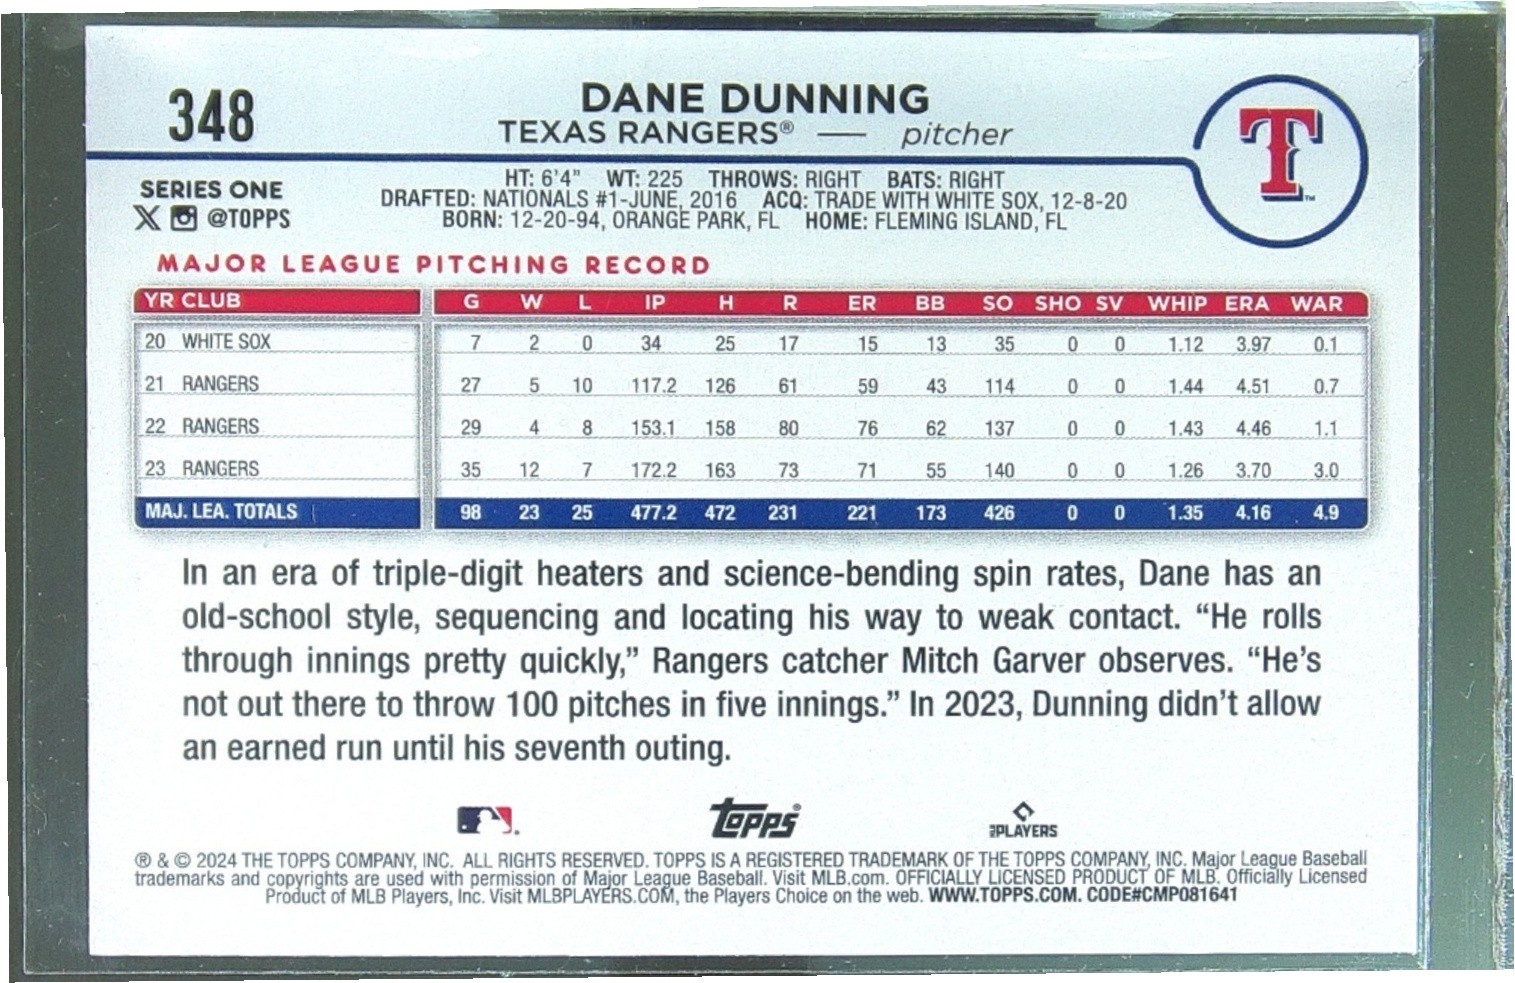 348
DANE DUNNING
TEXAS RANGERS® — pitcher
T™
SERIES ONE
X @TOPPS
HT: 6'4" WT: 225 THROWS: RIGHT BATS: RIGHT
DRAFTED: NATIONALS #1-JUNE, 2016 ACQ: TRADE WITH WHITE SOX, 12-8-20
BORN: 12-20-94, ORANGE PARK, FL HOME: FLEMING ISLAND, FL
MAJOR LEAGUE PITCHING RECORD
YR CLUB G W L IP H R ER BB SO SHO SV WHIP ERA WAR
20 WHITE SOX 7 2 0 34 25 17 15 13 35 0 0 1.12 3.97 0.1
21 RANGERS 27 5 10 117.2 126 61 59 43 114 0 0 1.44 4.51 0.7
22 RANGERS 29 4 8 153.1 158 80 76 62 137 0 0 1.43 4.46 1.1
23 RANGERS 35 12 7 172.2 163 73 71 55 140 0 0 1.26 3.70 3.0
MAJ. LEA. TOTALS 98 23 25 477.2 472 231 221 173 426 0 0 1.35 4.16 4.9
In an era of triple-digit heaters and science-bending spin rates, Dane has an
old-school style, sequencing and locating his way to weak contact. “He rolls
through innings pretty quickly,” Rangers catcher Mitch Garver observes. “He’s
not out there to throw 100 pitches in five innings.” In 2023, Dunning didn’t allow
an earned run until his seventh outing.
Topps® PLAYERS
® & © 2024 THE TOPPS COMPANY, INC. ALL RIGHTS RESERVED. TOPPS IS A REGISTERED TRADEMARK OF THE TOPPS COMPANY, INC. Major League Baseball
trademarks and copyrights are used with permission of Major League Baseball. Visit MLB.com. OFFICIALLY LICENSED PRODUCT OF MLB. Officially Licensed
Product of MLB Players, Inc. Visit MLBPLAYERS.COM, the Players Choice on the web. WWW.TOPPS.COM. CODE#CMP081641